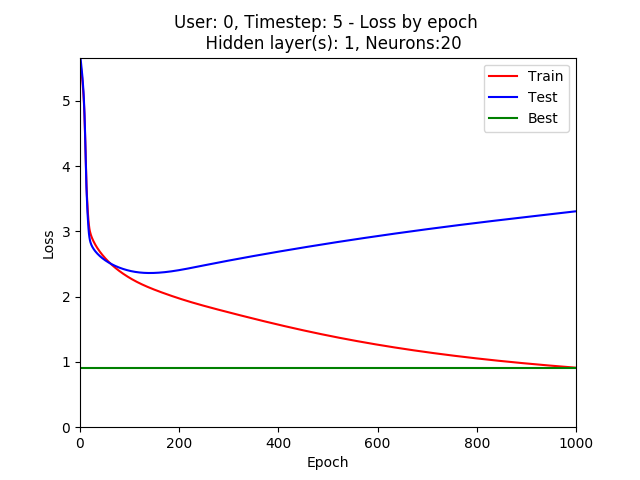 User: 0, Timestep: 5 - Loss by epoch
Hidden layer(s): 1, Neurons:20
Train
Test
Best
Loss
5
4
3
2
1
0
0 200 400 600 800 1000
Epoch